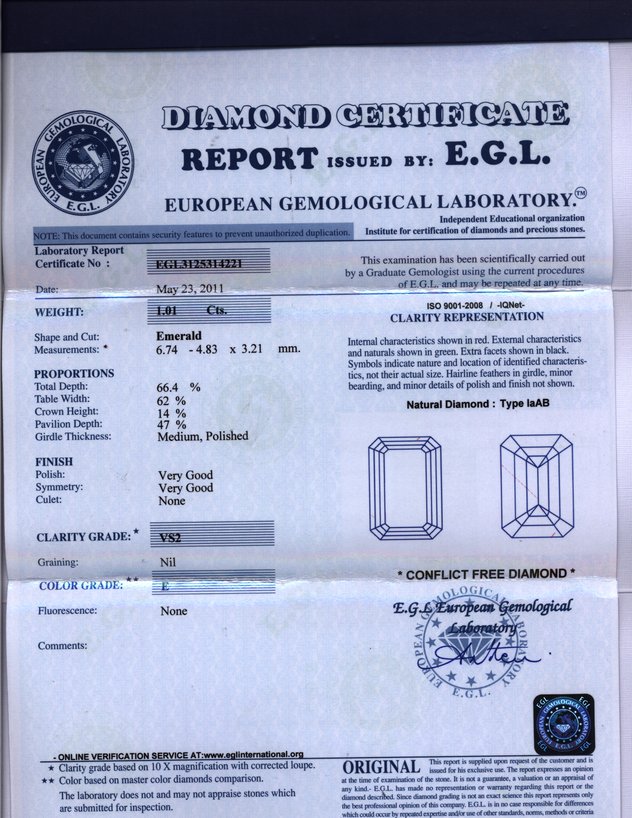 DIAMOND CERTIFICATE
REPORT ISSUED BY: E.G.L.
EUROPEAN GEMOLOGICAL LABORATORY.™
EUROPEAN GEMOLOGICAL LABORATORY
E.G.L.
Independent Educational organization
Institute for certification of diamonds and precious stones.
NOTE: This document contains security features to prevent unauthorized duplication.
Laboratory Report
Certificate No : EGL3125314221
Date: May 23, 2011
WEIGHT: 1.01 Cts.
Shape and Cut: Emerald
Measurements: * 6.74 - 4.83 x 3.21 mm.
PROPORTIONS
Total Depth: 66.4 %
Table Width: 62 %
Crown Height: 14 %
Pavilion Depth: 47 %
Girdle Thickness: Medium, Polished
FINISH
Polish: Very Good
Symmetry: Very Good
Culet: None
CLARITY GRADE: * VS2
Graining: Nil
COLOR GRADE: ** E
Fluorescence: None
Comments:
This examination has been scientifically carried out
by a Graduate Gemologist using the current procedures
of E.G.L. and may be repeated at any time.
ISO 9001-2008 / -IQNet-
CLARITY REPRESENTATION
Internal characteristics shown in red. External characteristics
and naturals shown in green. Extra facets shown in black.
Symbols indicate nature and location of identified characteris-
tics, not their actual size. Hairline feathers in girdle, minor
bearding, and minor details of polish and finish not shown.
Natural Diamond : Type IaAB
* CONFLICT FREE DIAMOND *
E.G.L European Gemological
Laboratory
EUROPEAN GEMOLOGICAL LABORATORY
E.G.L.
EGL EGL
E.G.L.
EGL EGL
- ONLINE VERIFICATION SERVICE AT:www.eglinternational.org
* Clarity grade based on 10 X magnification with corrected loupe.
** Color based on master color diamonds comparison.
The laboratory does not and may not appraise stones which
are submitted for inspection.
ORIGINAL This report is supplied upon request of the customer and is
issued for his exclusive use. The report expresses an opinion
at the time of examination of the stone. It is not a guarantee, a valuation or an appraisal of
any kind.- E.G.L. has made no representation or warranty regarding this report or the
diamond described. Since diamond grading is not an exact science this report represents only
the best professional opinion of this company. E.G.L. is in no case responsible for differences
which could occur by repeated expertise and/or use of other standards, norms, methods or criteria